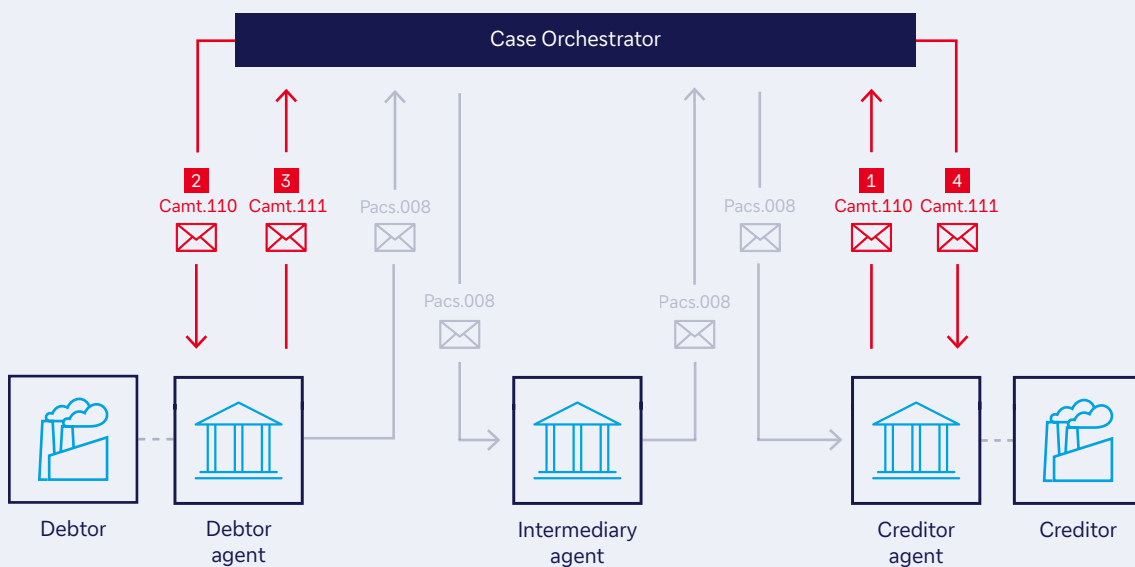 Case Orchestrator
2
3
1
4
Camt.110
Camt.111
Pacs.008
Pacs.008
Camt.110
Camt.111
Pacs.008
Pacs.008
Debtor
Debtor
agent
Intermediary
agent
Creditor
agent
Creditor